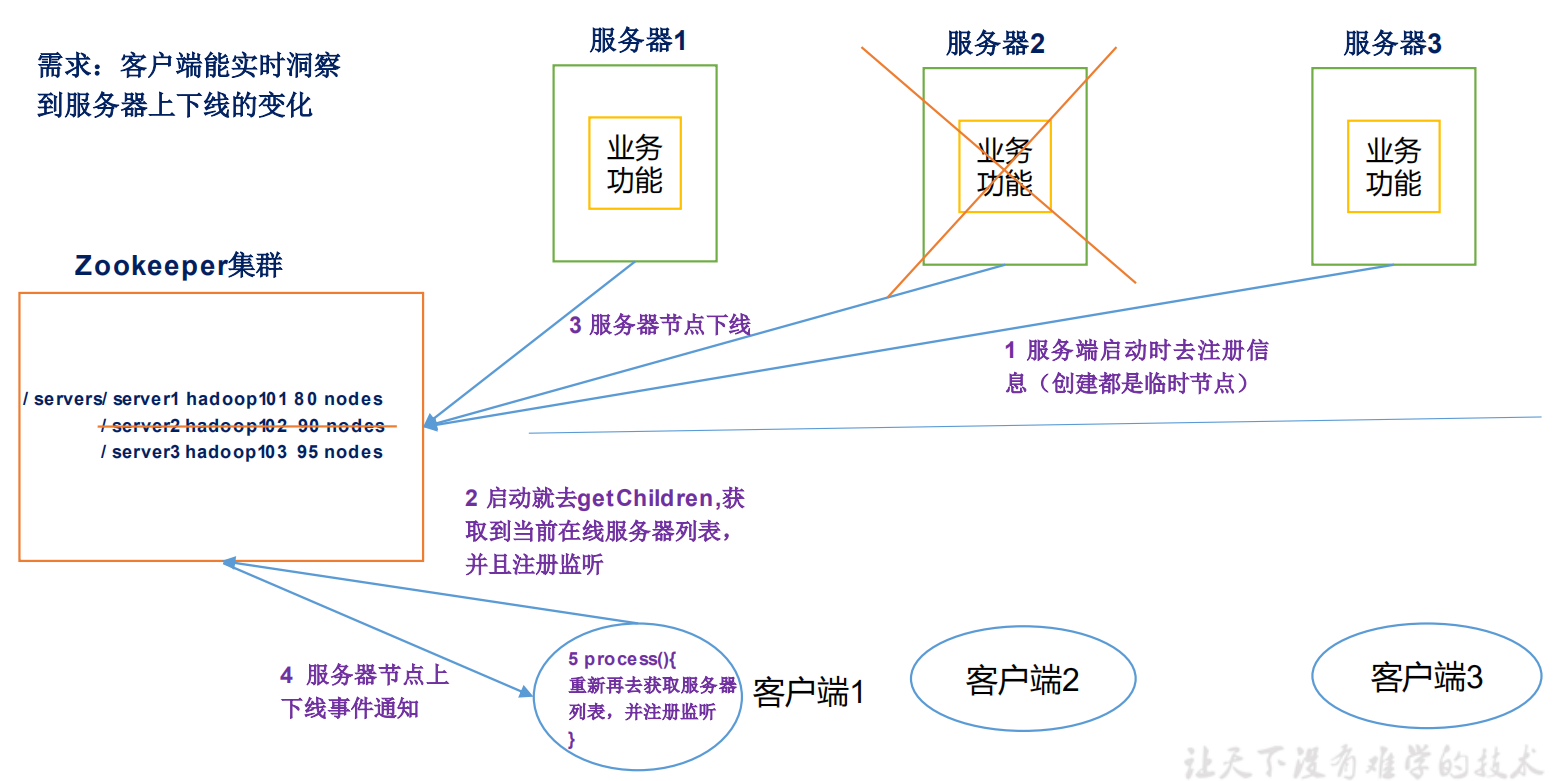 需求：客户端能实时洞察
到服务器上下线的变化
服务器1
服务器2
服务器3
业务
功能
业务
功能
业务
功能
Zookeeper集群
3 服务器节点下线
1 服务端启动时去注册信
息（创建都是临时节点）
/ servers/ server1 hadoop101 80 nodes
/ server2 hadoop102 90 nodes
/ server3 hadoop103 95 nodes
2 启动就去getChildren,获
取到当前在线服务器列表，
并且注册监听
4 服务器节点上
下线事件通知
5 process(){
重新再去获取服务器
列表，并注册监听
}
客户端1
客户端2
客户端3
让天下没有难学的技术